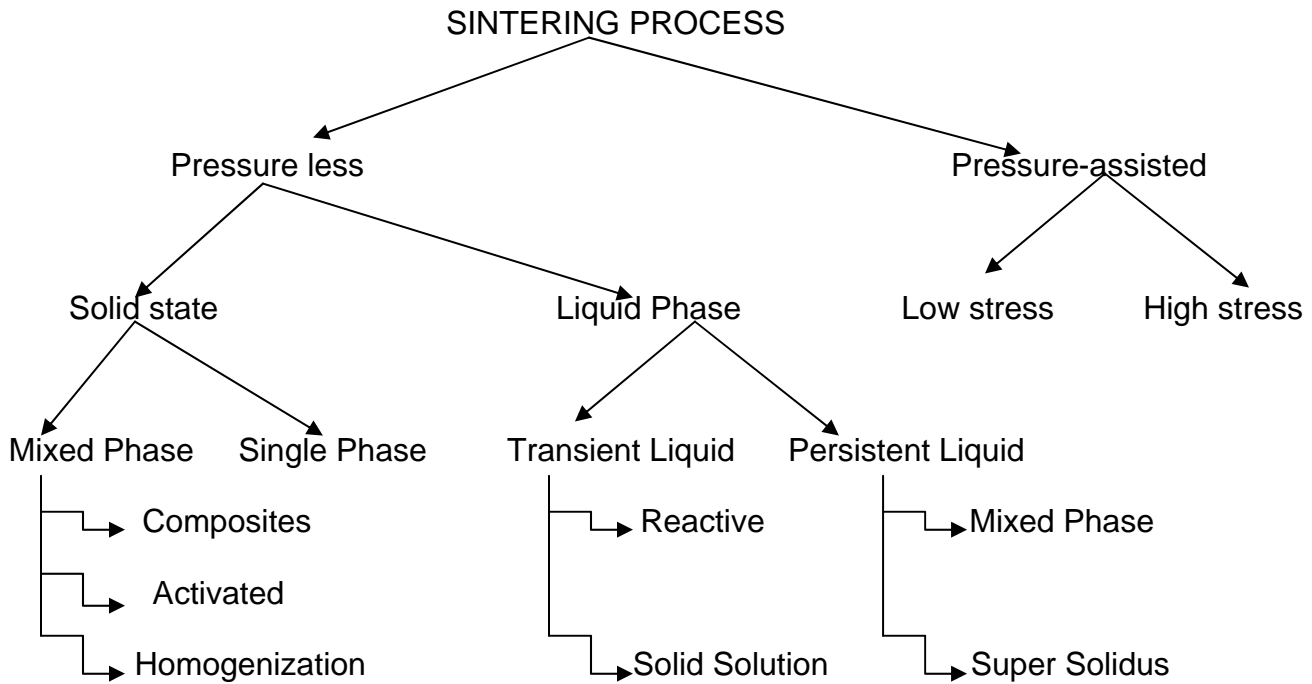 SINTERING PROCESS
Pressure less
Pressure-assisted
Solid state
Liquid Phase
Low stress
High stress
Mixed Phase
Single Phase
Transient Liquid
Persistent Liquid
Composites
Reactive
Mixed Phase
Activated
Homogenization
Solid Solution
Super Solidus